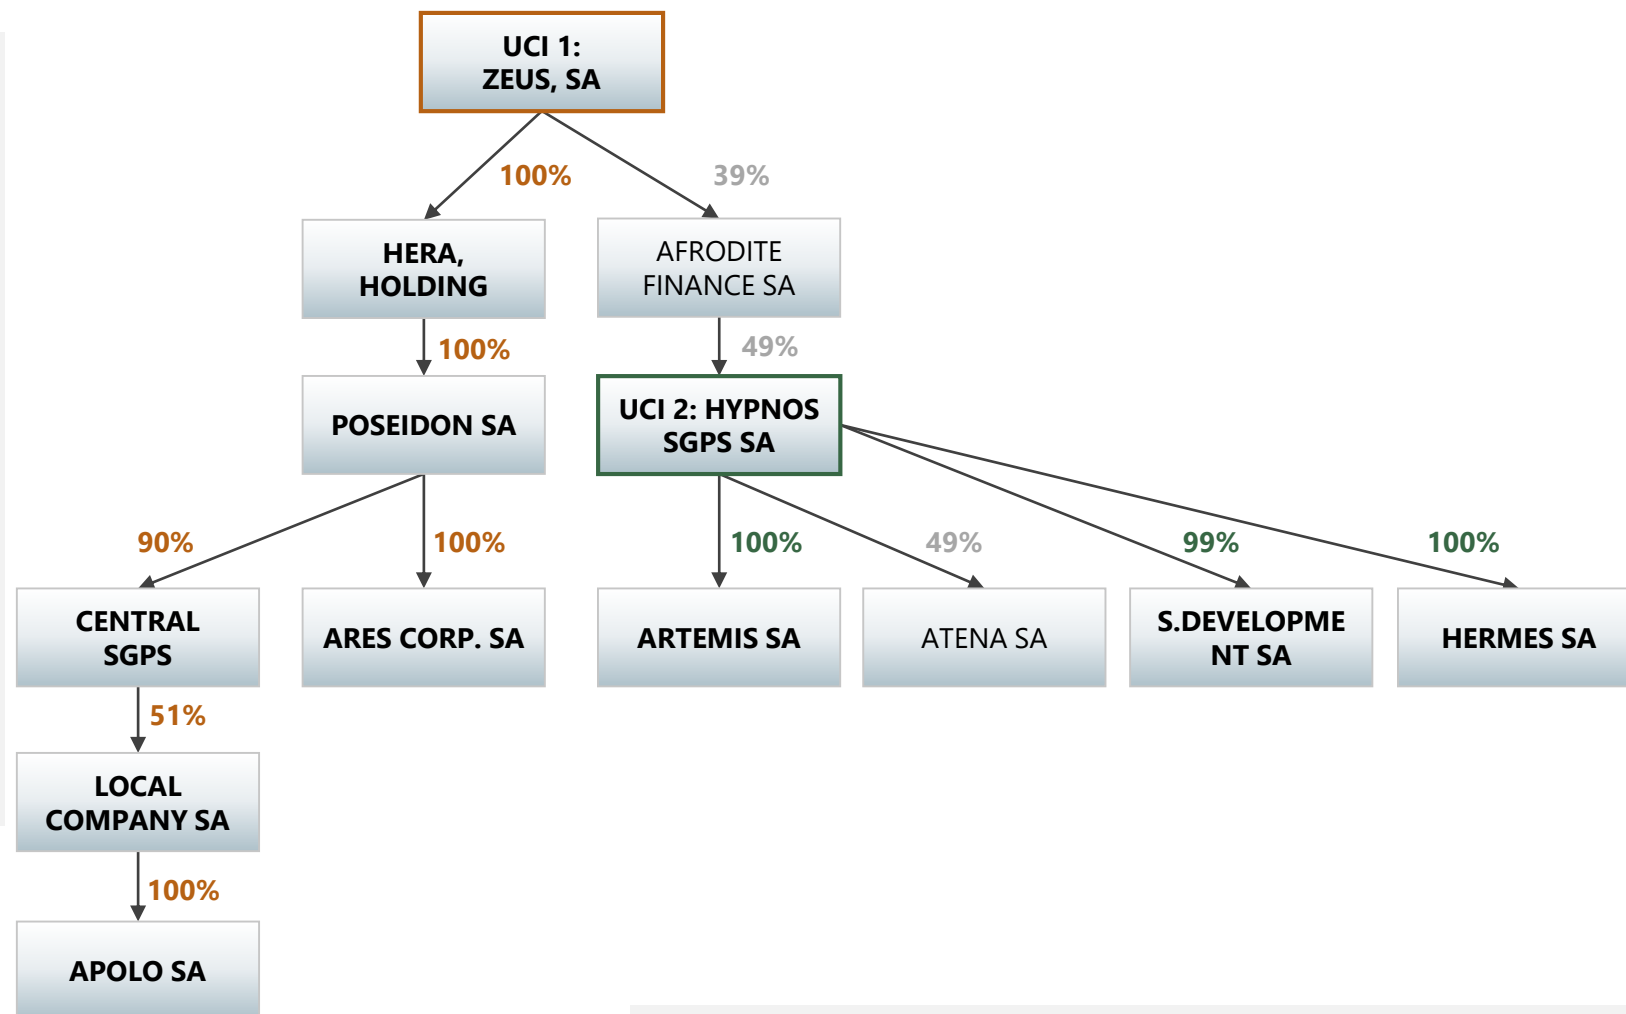 UCI 1:
ZEUS, SA
100%
39%
HERA,
HOLDING
AFRODITE
FINANCE SA
100%
49%
POSEIDON SA
UCI 2: HYPNOS
SGPS SA
90%
100%
100%
49%
99%
100%
CENTRAL
SGPS
ARES CORP. SA
ARTEMIS SA
ATENA SA
S.DEVELOPME
NT SA
HERMES SA
51%
LOCAL
COMPANY SA
100%
APOLO SA